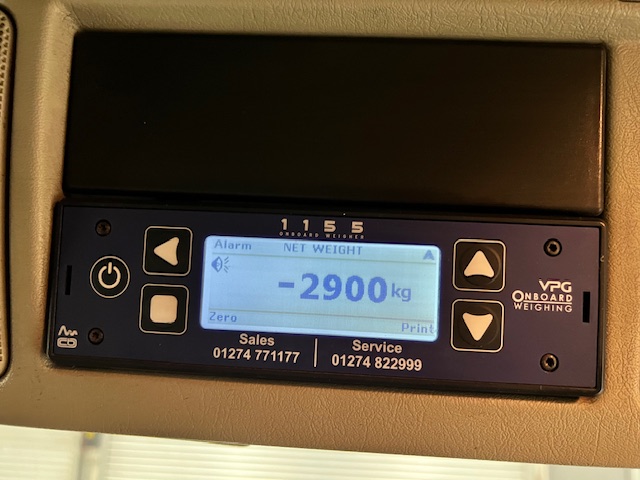 1155
ONBOARD WEIGHER
Alarm NET WEIGHT
-2900kg
Zero Print
Sales
01274 771177
Service
01274 822999
VPG
ONBOARD
WEIGHING